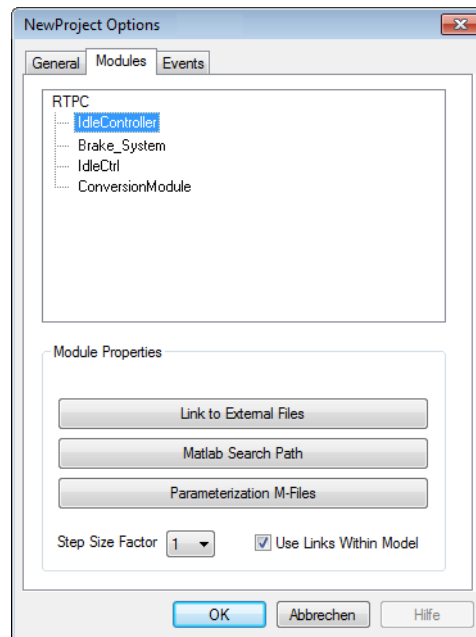 NewProject Options
General Modules Events
RTPC
IdleController
Brake_System
IdleCtrl
ConversionModule
Module Properties
Link to External Files
Matlab Search Path
Parameterization M-Files
Step Size Factor 1 Use Links Within Model
OK Abbrechen Hilfe